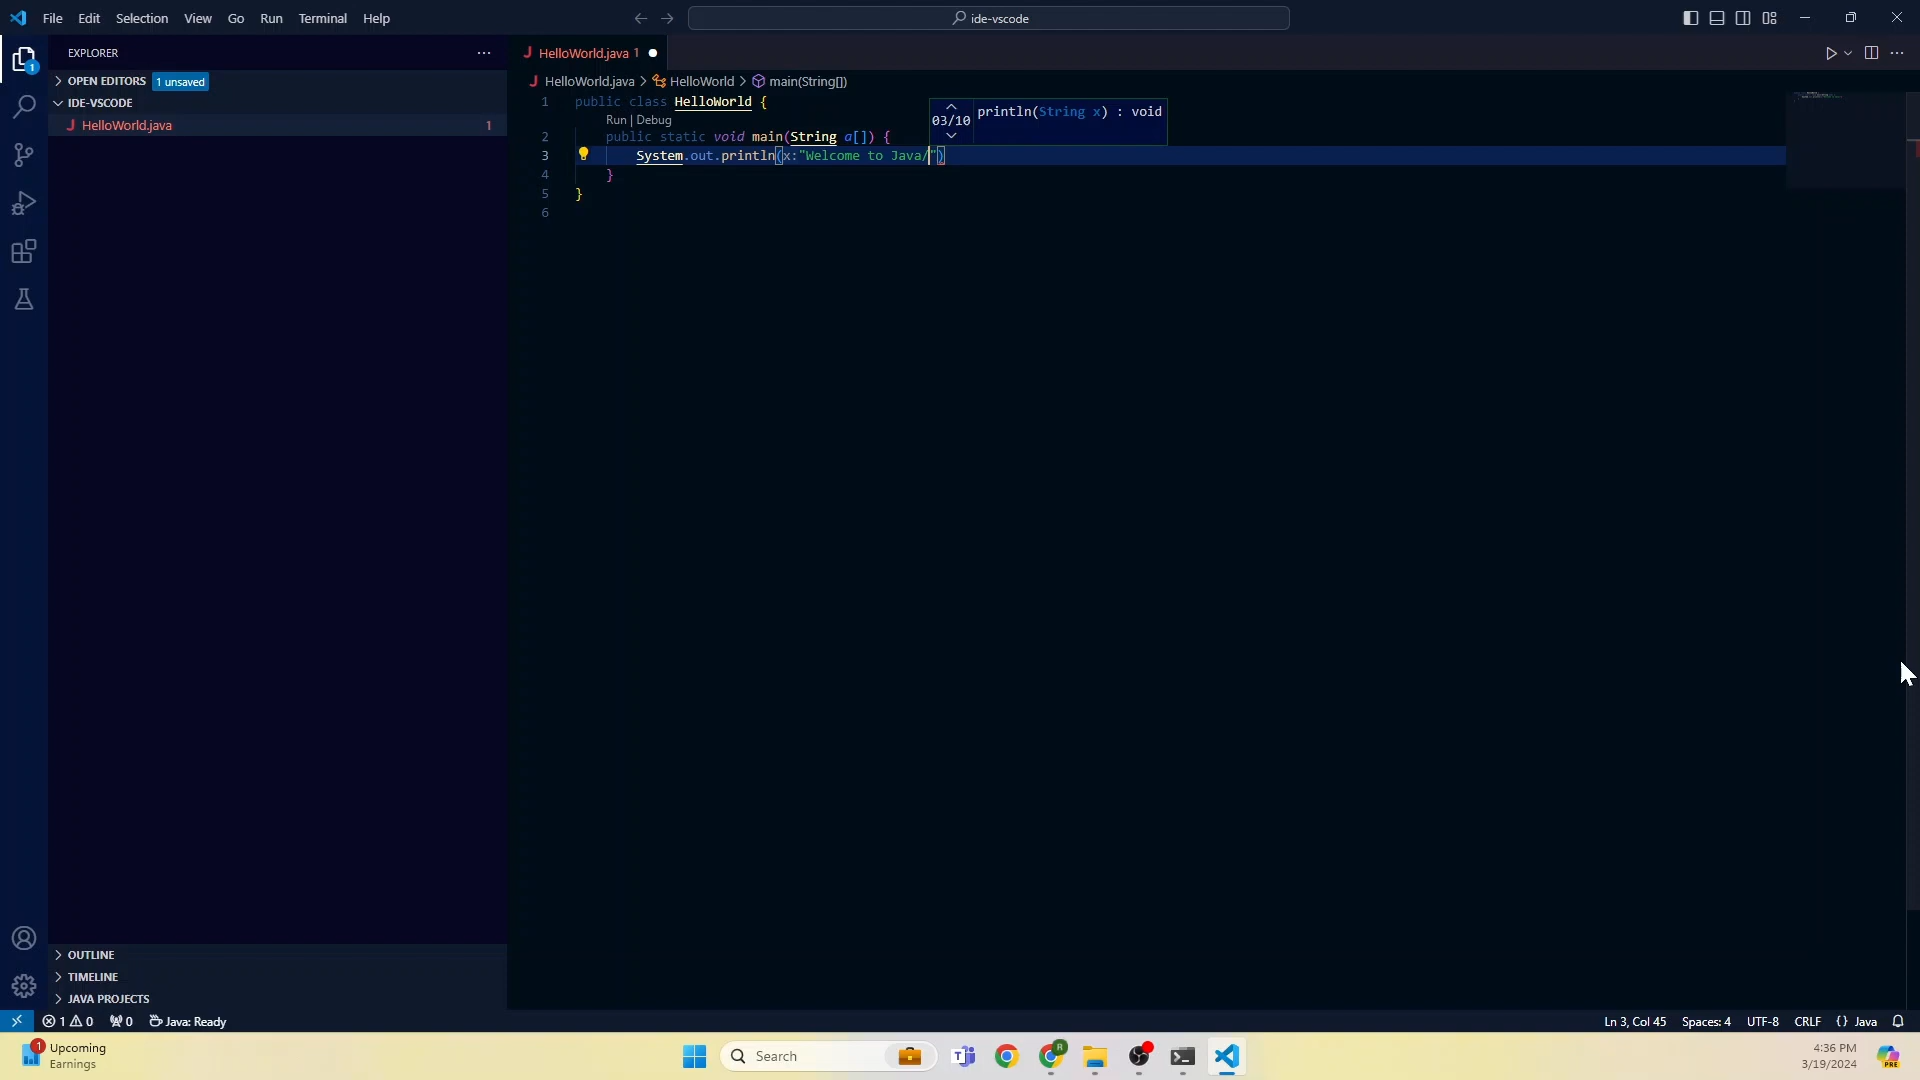 File Edit Selection View Go Run Terminal Help
ide-vscode
EXPLORER
OPEN EDITORS 1 unsaved
IDE-VSCODE
HelloWorld.java 1
HelloWorld.java 1
HelloWorld.java > HelloWorld > main(String[])
1 public class HelloWorld {
Run | Debug
2 public static void main(String a[]) {
3 System.out.println(x:"Welcome to Java/")
4 }
5 }
6
03/10 println(String x) : void
1
OUTLINE
TIMELINE
JAVA PROJECTS
1 0 0 Java: Ready
Ln 3, Col 45 Spaces: 4 UTF-8 CRLF {} Java
1 Upcoming
Earnings
Search
T
R
4:36 PM
3/19/2024
PRE